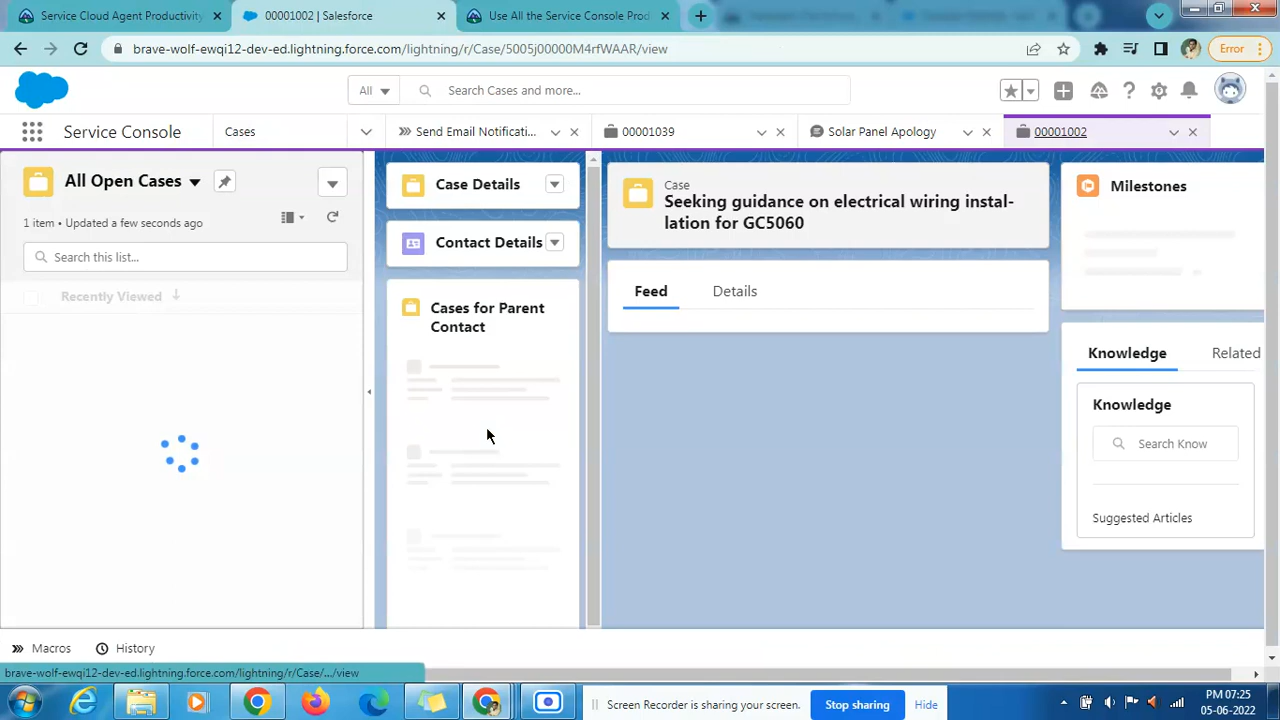 Service Cloud Agent Productivity
00001002 | Salesforce
Use All the Service Console Prod
brave-wolf-ewqi12-dev-ed.lightning.force.com/lightning/r/Case/5005j00000M4rfWAAR/view
Error
All
Search Cases and more...
Service Console
Cases
Send Email Notificati...
00001039
Solar Panel Apology
00001002
All Open Cases
1 item • Updated a few seconds ago
Search this list...
Recently Viewed
Case Details
Contact Details
Cases for Parent
Contact
Case
Seeking guidance on electrical wiring instal-
lation for GC5060
Feed
Details
Milestones
Knowledge
Related
Knowledge
Search Know
Suggested Articles
Macros
History
brave-wolf-ewqi12-dev-ed.lightning.force.com/lightning/r/Case/.../view
Screen Recorder is sharing your screen.
Stop sharing
Hide
PM 07:25
05-06-2022